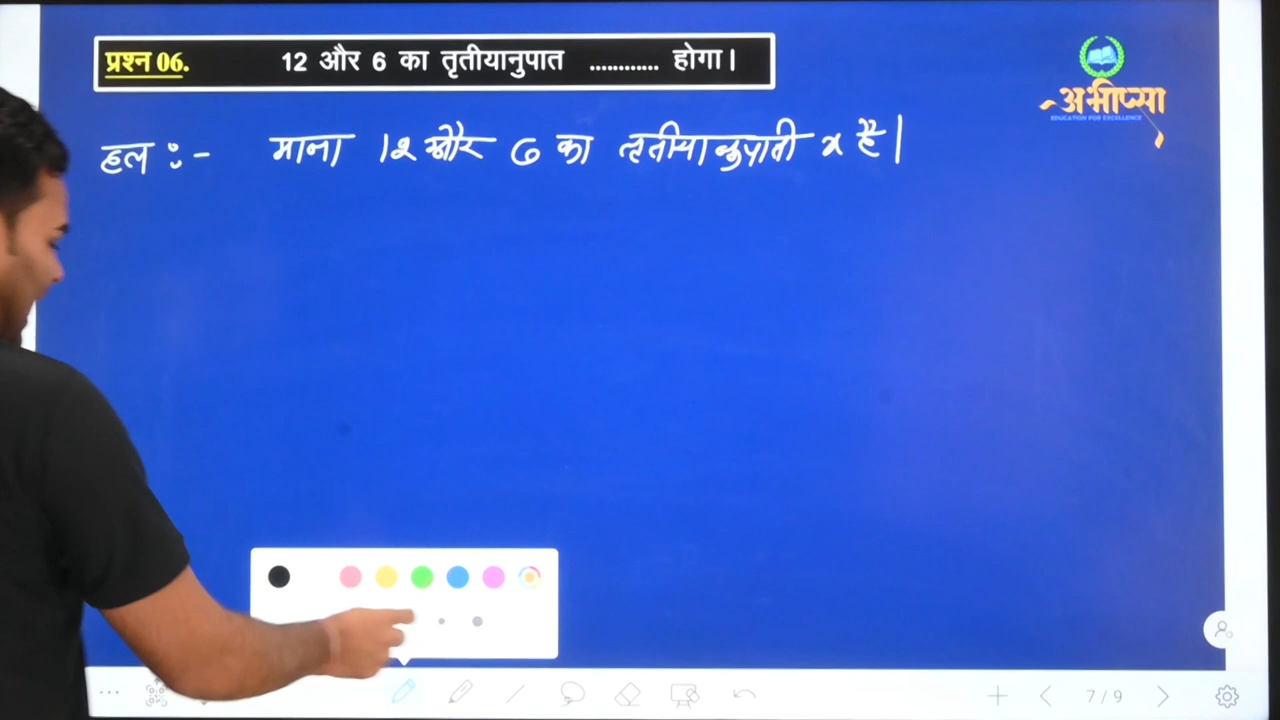 प्रश्न 06. 12 और 6 का तृतीयानुपात ............ होगा।
अभीप्सा
EDUCATION FOR EXCELLENCE
हल :- माना 12 और 6 का तृतीयानुपाती x है।
7/9